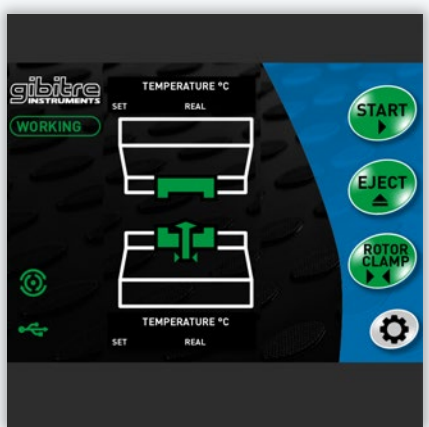 gibitre
INSTRUMENTS
WORKING
TEMPERATURE °C
SET REAL
TEMPERATURE °C
SET REAL
START
EJECT
ROTOR
CLAMP